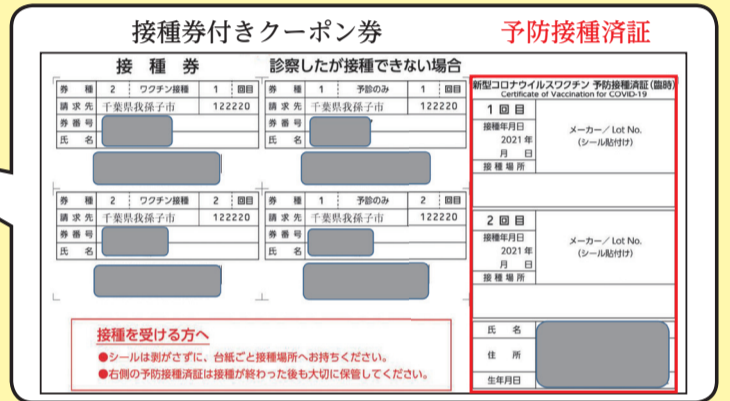 接種券付きクーポン券
予防接種済証
接種券
診察したが接種できない場合
券種 2 ワクチン接種 1 回目
請求先 千葉県我孫子市 122220
券番号
氏名
券種 1 予診のみ 1 回目
請求先 千葉県我孫子市 122220
券番号
氏名
券種 2 ワクチン接種 2 回目
請求先 千葉県我孫子市 122220
券番号
氏名
券種 1 予診のみ 2 回目
請求先 千葉県我孫子市 122220
券番号
氏名
新型コロナウイルスワクチン 予防接種済証(臨時)
Certificate of Vaccination for COVID-19
1回目
接種年月日
2021年
月 日
メーカー/Lot No.
(シール貼付け)
接種場所
2回目
接種年月日
2021年
月 日
メーカー/Lot No.
(シール貼付け)
接種場所
氏名
住所
生年月日
接種を受ける方へ
●シールは剥がさずに、台紙ごと接種場所へお持ちください。
●右側の予防接種済証は接種が終わった後も大切に保管してください。